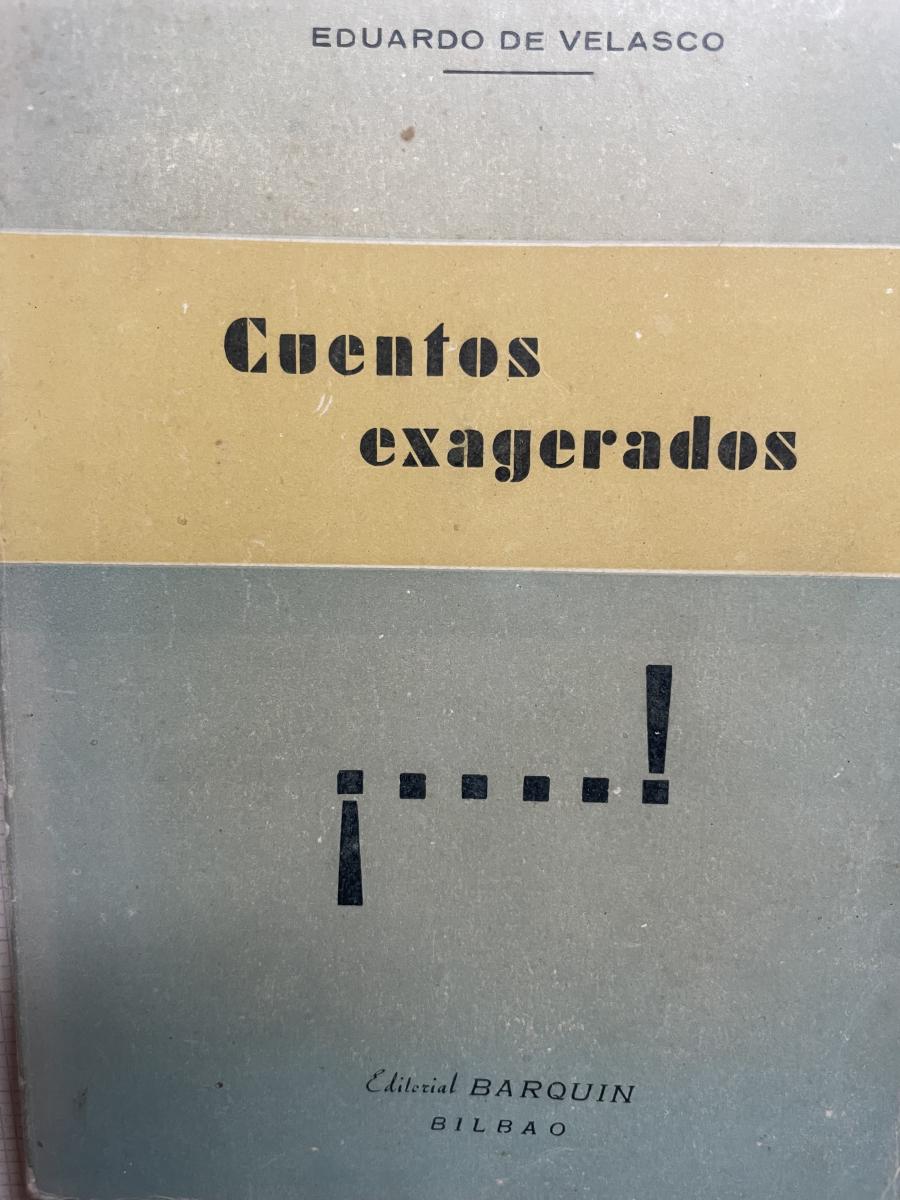 EDUARDO DE VELASCO
Cuentos
exagerados
¡....!
Editorial BARQUIN
BILBAO